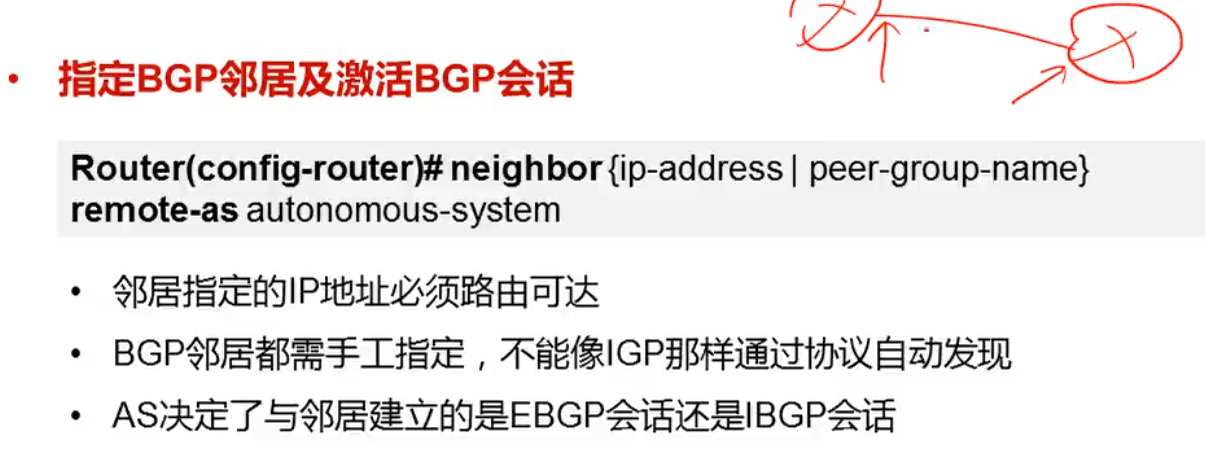 • 指定BGP邻居及激活BGP会话
Router(config-router)# neighbor {ip-address | peer-group-name}
remote-as autonomous-system
• 邻居指定的IP地址必须路由可达
• BGP邻居都需手工指定，不能像IGP那样通过协议自动发现
• AS决定了与邻居建立的是EBGP会话还是IBGP会话